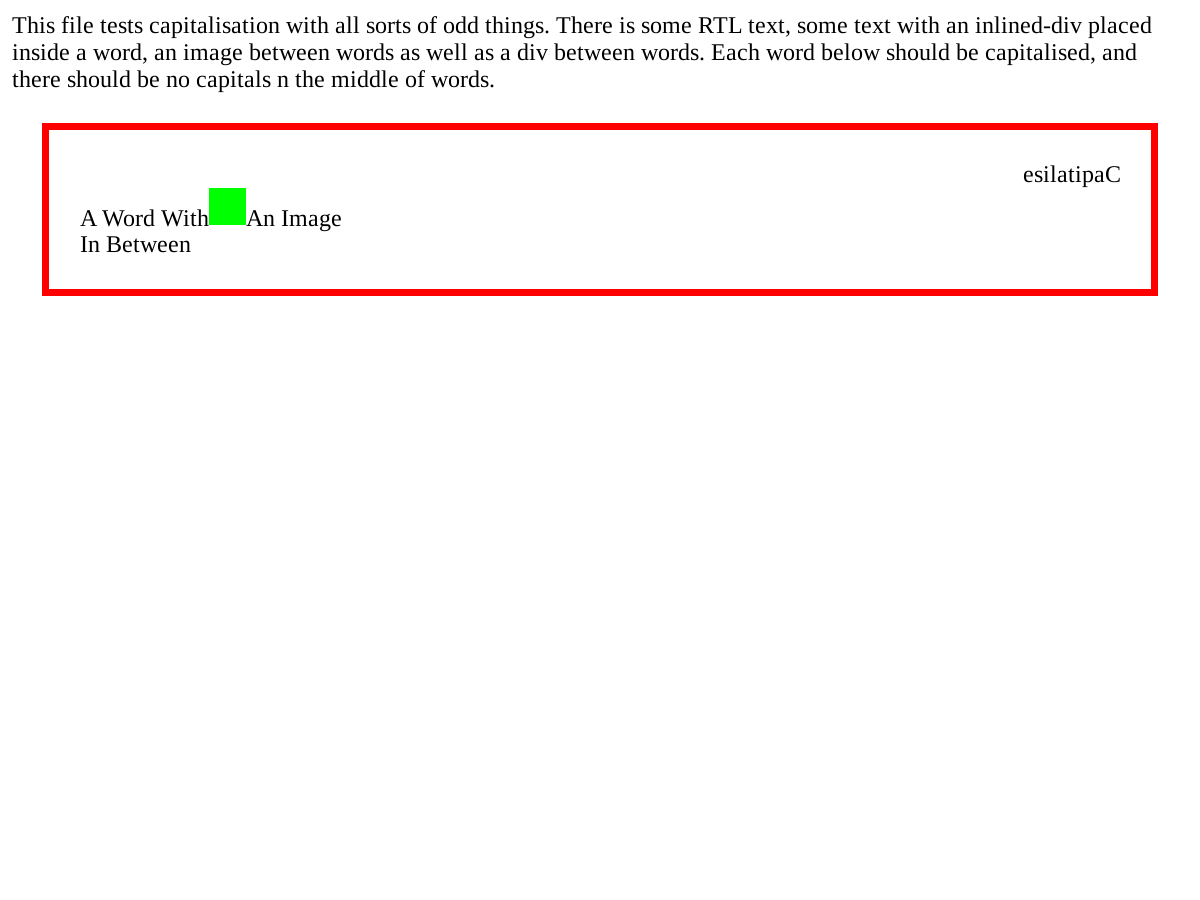 This file tests capitalisation with all sorts of odd things. There is some RTL text, some text with an inlined-div placed
inside a word, an image between words as well as a div between words. Each word below should be capitalised, and
there should be no capitals n the middle of words.
esilatipaC
A Word With An Image
In Between